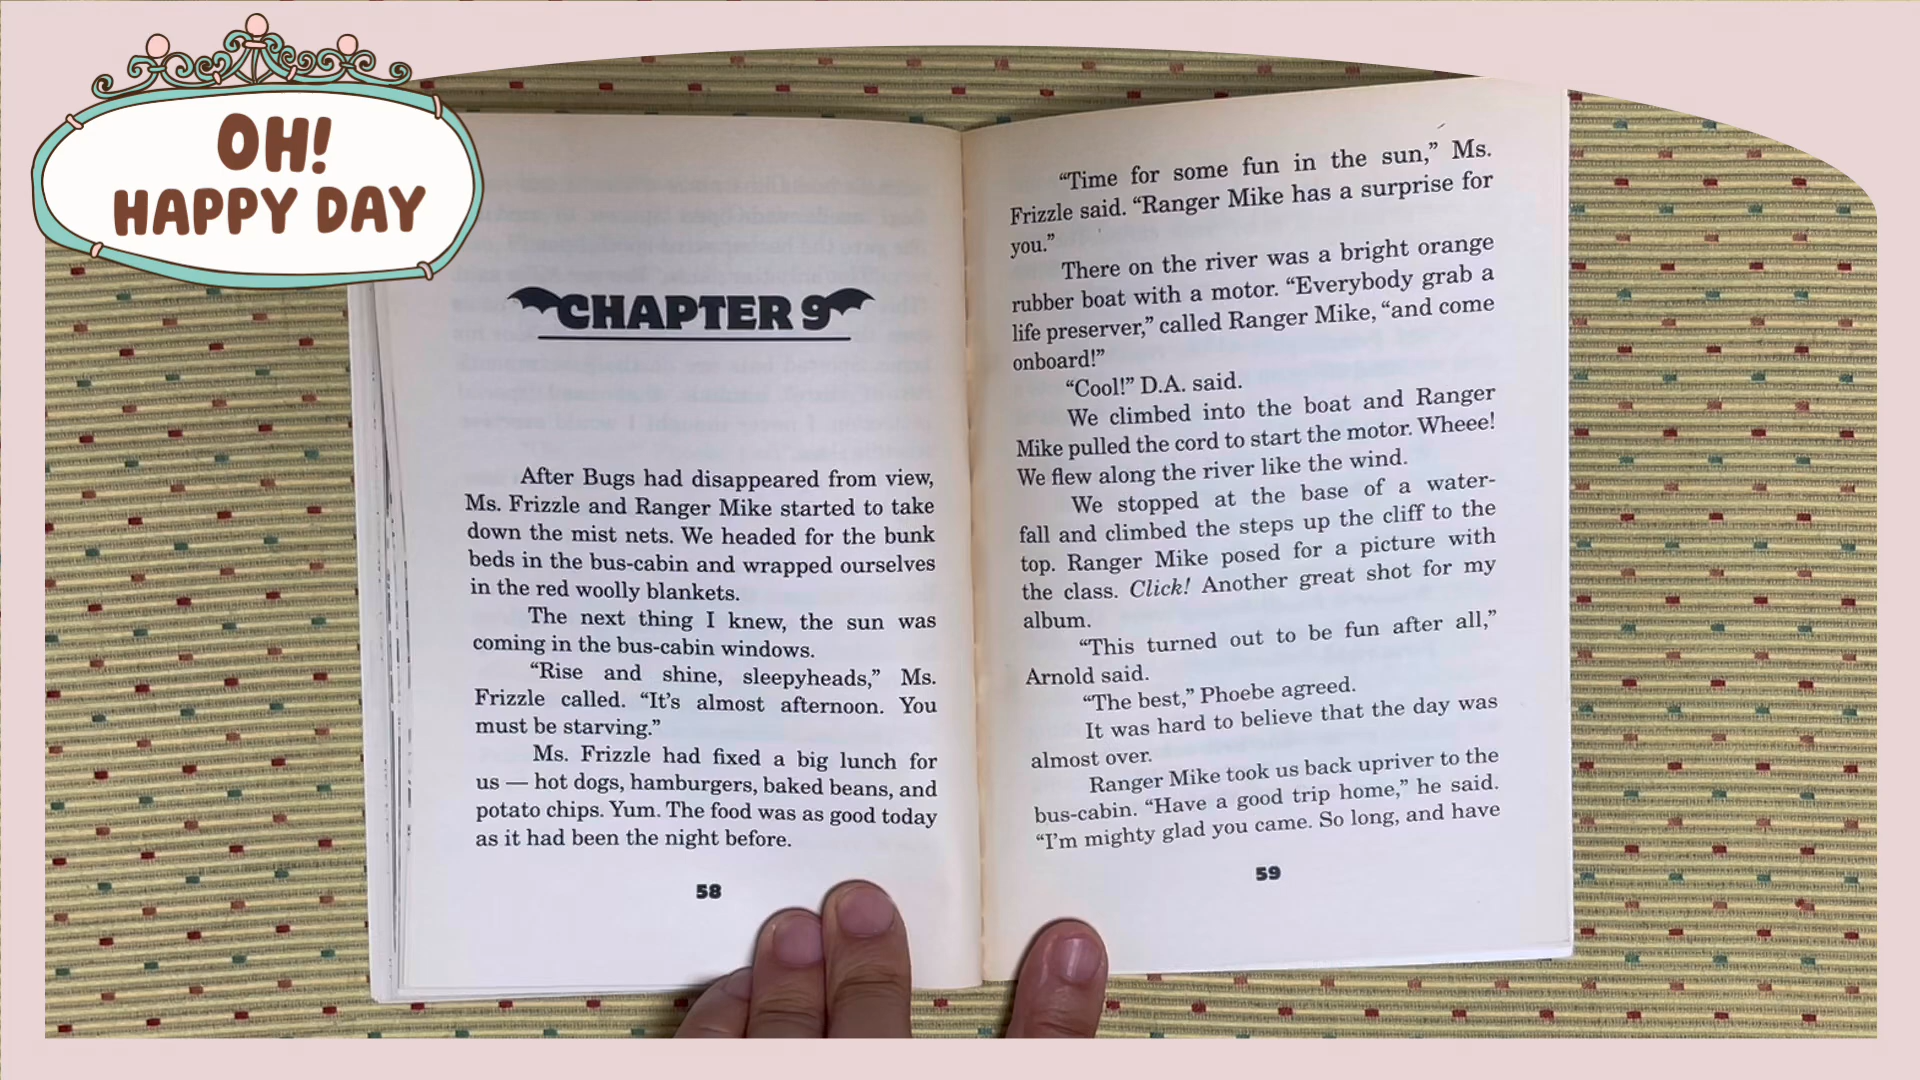 OH!
HAPPY DAY
CHAPTER 9
After Bugs had disappeared from view,
Ms. Frizzle and Ranger Mike started to take
down the mist nets. We headed for the bunk
beds in the bus-cabin and wrapped ourselves
in the red woolly blankets.
The next thing I knew, the sun was
coming in the bus-cabin windows.
“Rise and shine, sleepyheads,” Ms.
Frizzle called. “It’s almost afternoon. You
must be starving.”
Ms. Frizzle had fixed a big lunch for
us — hot dogs, hamburgers, baked beans, and
potato chips. Yum. The food was as good today
as it had been the night before.
58
“Time for some fun in the sun,” Ms.
Frizzle said. “Ranger Mike has a surprise for
you.”
There on the river was a bright orange
rubber boat with a motor. “Everybody grab a
life preserver,” called Ranger Mike, “and come
onboard!”
“Cool!” D.A. said.
We climbed into the boat and Ranger
Mike pulled the cord to start the motor. Wheee!
We flew along the river like the wind.
We stopped at the base of a water-
fall and climbed the steps up the cliff to the
top. Ranger Mike posed for a picture with
the class. Click! Another great shot for my
album.
“This turned out to be fun after all,”
Arnold said.
“The best,” Phoebe agreed.
It was hard to believe that the day was
almost over.
Ranger Mike took us back upriver to the
bus-cabin. “Have a good trip home,” he said.
“I’m mighty glad you came. So long, and have
59